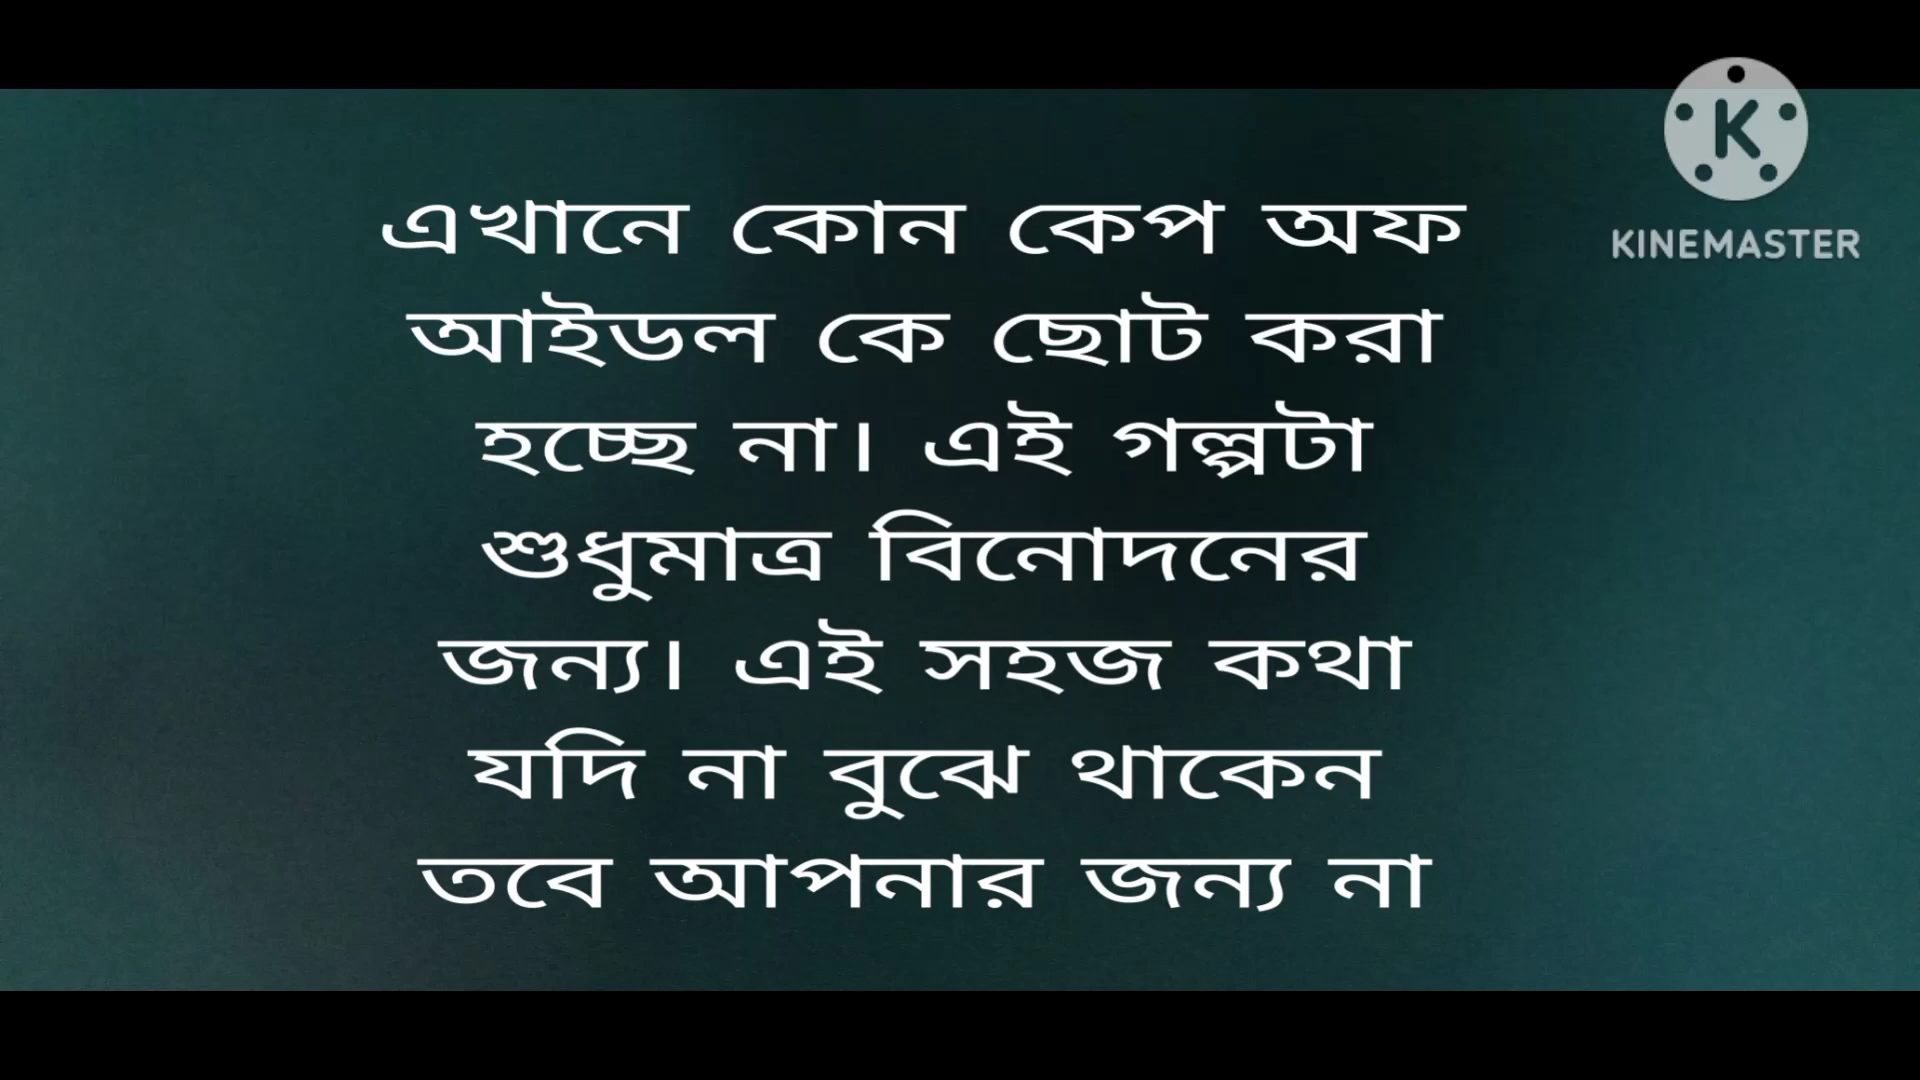 KINEMASTER
এখানে কোন কেপ অফ
আইডল কে ছোট করা
হচ্ছে না। এই গল্পটা
শুধুমাত্র বিনোদনের
জন্য। এই সহজ কথা
যদি না বুঝে থাকেন
তবে আপনার জন্য না